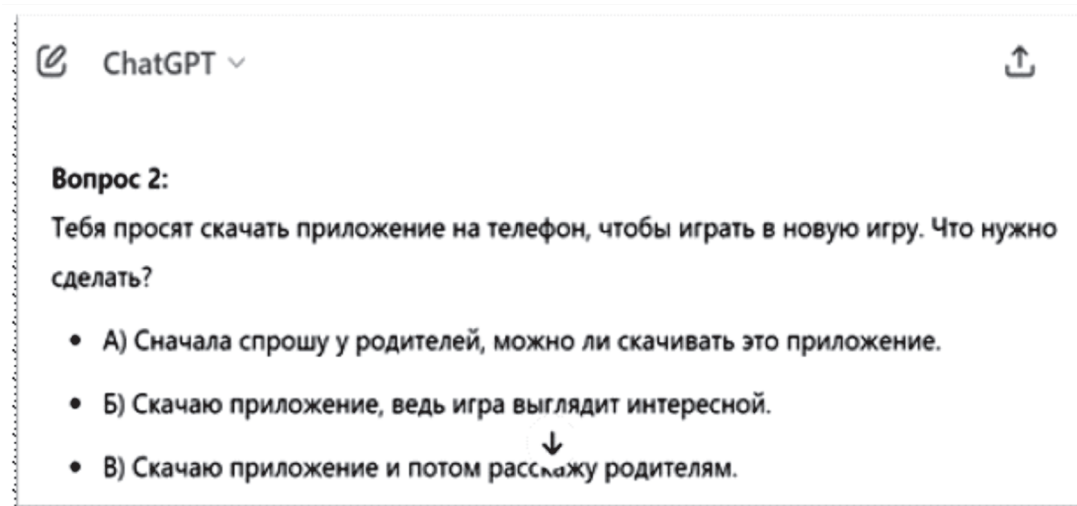 ChatGPT
Вопрос 2:
Тебя просят скачать приложение на телефон, чтобы играть в новую игру. Что нужно
сделать?
• А) Сначала спрошу у родителей, можно ли скачивать это приложение.
• Б) Скачаю приложение, ведь игра выглядит интересной.
• В) Скачаю приложение и потом расскажу родителям.